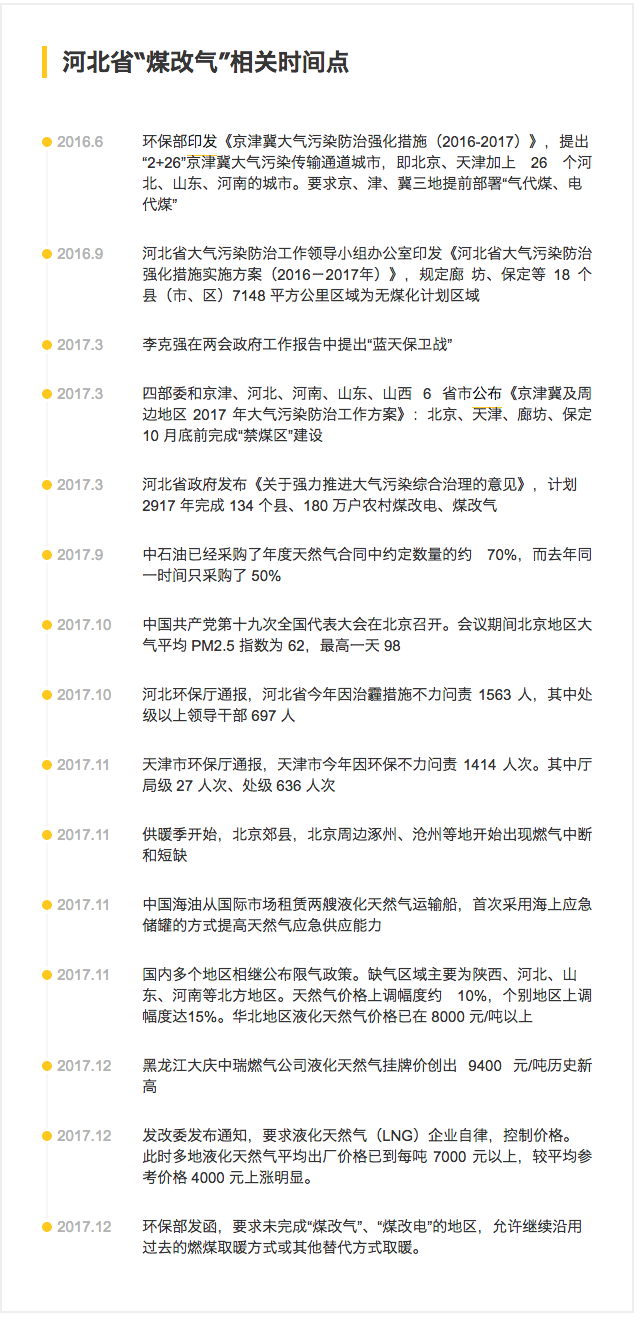 河北省“煤改气”相关时间点
2016.6
环保部印发《京津冀大气污染防治强化措施（2016-2017）》，提出
“2+26”京津冀大气污染传输通道城市，即北京、天津加上 26 个河
北、山东、河南的城市。要求京、津、冀三地提前部署“气代煤、电
代煤”
2016.9
河北省大气污染防治工作领导小组办公室印发《河北省大气污染防治
强化措施实施方案（2016－2017年）》，规定廊 坊、保定等 18 个
县（市、区）7148 平方公里区域为无煤化计划区域
2017.3
李克强在两会政府工作报告中提出“蓝天保卫战”
2017.3
四部委和京津、河北、河南、山东、山西 6 省市公布《京津冀及周
边地区 2017 年大气污染防治工作方案》：北京、天津、廊坊、保定
10 月底前完成“禁煤区”建设
2017.3
河北省政府发布《关于强力推进大气污染综合治理的意见》，计划
2917 年完成 134 个县、180 万户农村煤改电、煤改气
2017.9
中石油已经采购了年度天然气合同中约定数量的约 70%，而去年同
一时间只采购了 50%
2017.10
中国共产党第十九次全国代表大会在北京召开。会议期间北京地区大
气平均 PM2.5 指数为 62，最高一天 98
2017.10
河北环保厅通报，河北省今年因治霾措施不力问责 1563 人，其中处
级以上领导干部 697 人
2017.11
天津市环保厅通报，天津市今年因环保不力问责 1414 人次。其中厅
局级 27 人次、处级 636 人次
2017.11
供暖季开始，北京郊县，北京周边涿州、沧州等地开始出现燃气中断
和短缺
2017.11
中国海油从国际市场租赁两艘液化天然气运输船，首次采用海上应急
储罐的方式提高天然气应急供应能力
2017.11
国内多个地区相继公布限气政策。缺气区域主要为陕西、河北、山
东、河南等北方地区。天然气价格上调幅度约 10%，个别地区上调
幅度达15%。华北地区液化天然气价格已在 8000 元/吨以上
2017.12
黑龙江大庆中瑞燃气公司液化天然气挂牌价创出 9400 元/吨历史新
高
2017.12
发改委发布通知，要求液化天然气（LNG）企业自律，控制价格。
此时多地液化天然气平均出厂价格已到每吨 7000 元以上，较平均参
考价格 4000 元上涨明显。
2017.12
环保部发函，要求未完成“煤改气”、“煤改电”的地区，允许继续沿用
过去的燃煤取暖方式或其他替代方式取暖。